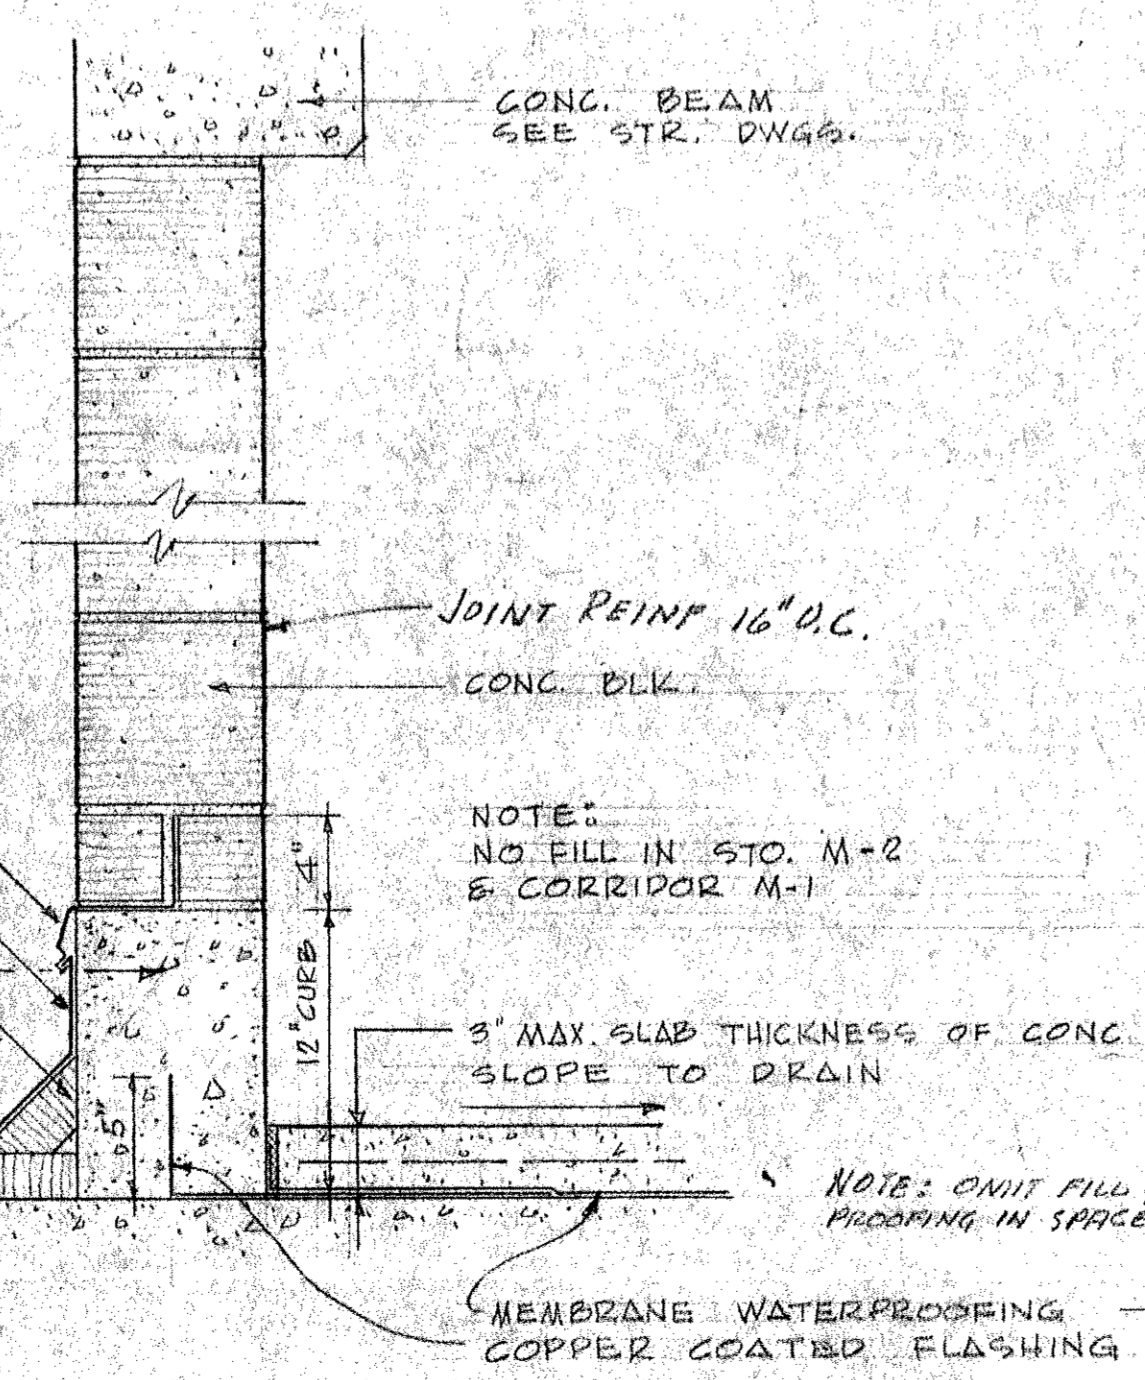 CONC. BEAM
SEE STR. DWGS.
JOINT REINF 16" O.C.
CONC. BLK.
NOTE:
NO FILL IN STO. M-2
& CORRIDOR M-1
4"
12" CURB
3" MAX. SLAB THICKNESS OF CONC
SLOPE TO DRAIN
5"
NOTE: OMIT FILL
PROOFING IN SPACE
MEMBRANE WATERPROOFING
COPPER COATED FLASHING